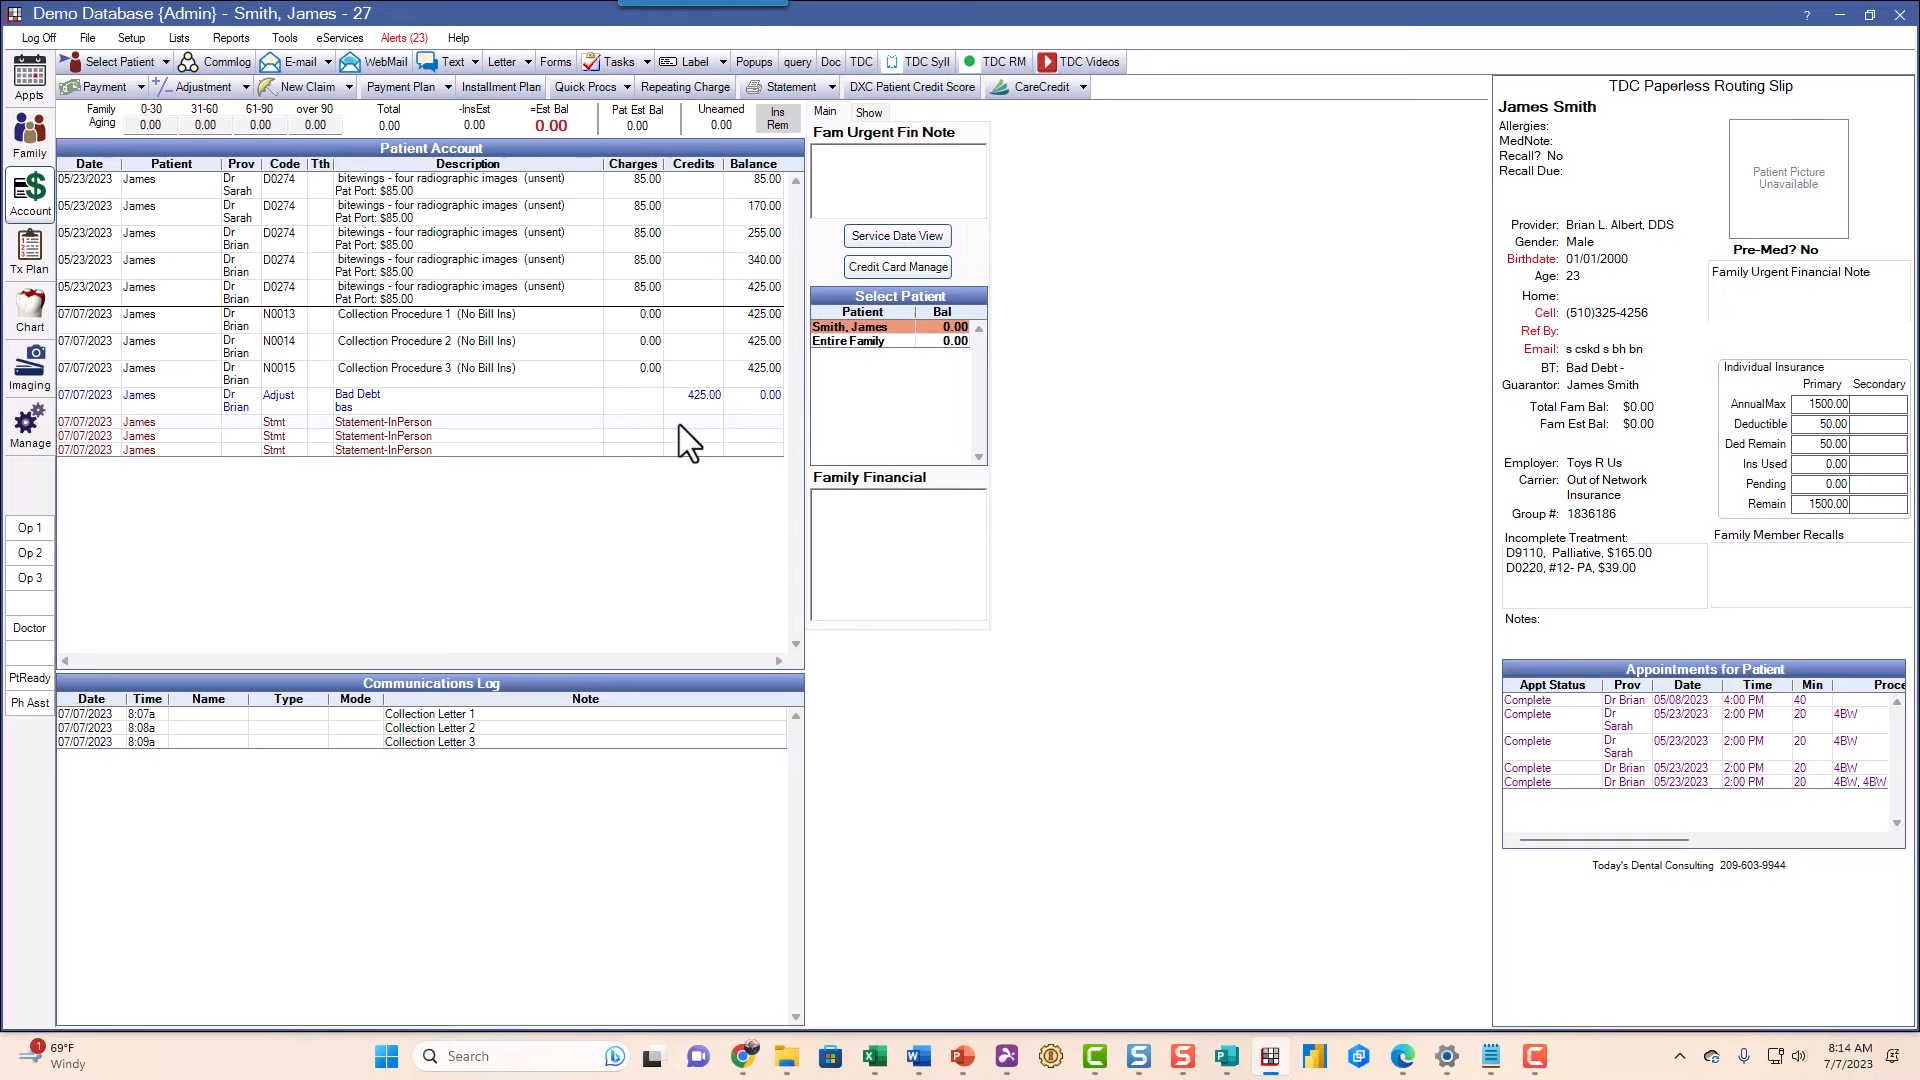 Demo Database {Admin} - Smith, James - 27
?
Log Off File Setup Lists Reports Tools eServices Alerts (23) Help
Select Patient Commlog E-mail WebMail Text Letter Forms Tasks Label Popups query Doc TDC TDC Syll TDC RM TDC Videos
Payment Adjustment New Claim Payment Plan Installment Plan Quick Procs Repeating Charge Statement DXC Patient Credit Score CareCredit
Appts
Family
Account
Tx Plan
Chart
Imaging
Manage
Op 1
Op 2
Op 3
Doctor
PtReady
Ph Asst
Family Aging 0-30 31-60 61-90 over 90 Total -InsEst =Est Bal Pat Est Bal Unearned Ins Rem
0.00 0.00 0.00 0.00 0.00 0.00 0.00 0.00 0.00
Patient Account
Date Patient Prov Code Tth Description Charges Credits Balance
05/23/2023 James Dr Sarah D0274 bitewings - four radiographic images (unsent) 85.00 85.00
Pat Port: $85.00
05/23/2023 James Dr Sarah D0274 bitewings - four radiographic images (unsent) 85.00 170.00
Pat Port: $85.00
05/23/2023 James Dr Brian D0274 bitewings - four radiographic images (unsent) 85.00 255.00
Pat Port: $85.00
05/23/2023 James Dr Brian D0274 bitewings - four radiographic images (unsent) 85.00 340.00
Pat Port: $85.00
05/23/2023 James Dr Brian D0274 bitewings - four radiographic images (unsent) 85.00 425.00
Pat Port: $85.00
07/07/2023 James Dr Brian N0013 Collection Procedure 1 (No Bill Ins) 0.00 425.00
07/07/2023 James Dr Brian N0014 Collection Procedure 2 (No Bill Ins) 0.00 425.00
07/07/2023 James Dr Brian N0015 Collection Procedure 3 (No Bill Ins) 0.00 425.00
07/07/2023 James Dr Brian Adjust Bad Debt 425.00 0.00
bas
07/07/2023 James Stmt Statement-InPerson
07/07/2023 James Stmt Statement-InPerson
07/07/2023 James Stmt Statement-InPerson
Communications Log
Date Time Name Type Mode Note
07/07/2023 8:07a Collection Letter 1
07/07/2023 8:08a Collection Letter 2
07/07/2023 8:09a Collection Letter 3
Main Show
Fam Urgent Fin Note
Service Date View
Credit Card Manage
Select Patient
Patient Bal
Smith, James 0.00
Entire Family 0.00
Family Financial
TDC Paperless Routing Slip
James Smith
Allergies:
MedNote:
Recall? No
Recall Due:
Patient Picture
Unavailable
Provider: Brian L. Albert, DDS
Gender: Male
Birthdate: 01/01/2000
Age: 23
Home:
Cell: (510)325-4256
Ref By:
Email: s cskd s bh bn
BT: Bad Debt -
Guarantor: James Smith
Total Fam Bal: $0.00
Fam Est Bal: $0.00
Employer: Toys R Us
Carrier: Out of Network
Insurance
Group #: 1836186
Pre-Med? No
Family Urgent Financial Note
Individual Insurance
Primary Secondary
AnnualMax 1500.00
Deductible 50.00
Ded Remain 50.00
Ins Used 0.00
Pending 0.00
Remain 1500.00
Incomplete Treatment:
D9110, Palliative, $165.00
D0220, #12- PA, $39.00
Family Member Recalls
Notes:
Appointments for Patient
Appt Status Prov Date Time Min Proce
Complete Dr Brian 05/08/2023 4:00 PM 40
Complete Dr Sarah 05/23/2023 2:00 PM 20 4BW
Complete Dr Sarah 05/23/2023 2:00 PM 20 4BW
Complete Dr Brian 05/23/2023 2:00 PM 20 4BW
Complete Dr Brian 05/23/2023 2:00 PM 20 4BW, 4BW
Today's Dental Consulting 209-603-9944
1
69°F
Windy
Search
8:14 AM
7/7/2023